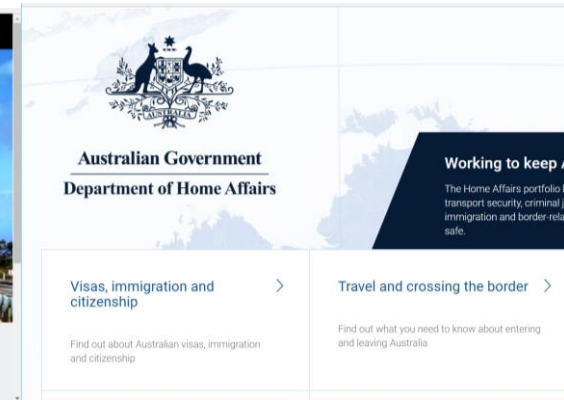 AUSTRALIA
Australian Government
Department of Home Affairs
Working to keep A
The Home Affairs portfolio
transport security, criminal
immigration and border-rela
safe.
Visas, immigration and
citizenship
Find out about Australian visas, immigration
and citizenship
Travel and crossing the border
Find out what you need to know about entering
and leaving Australia